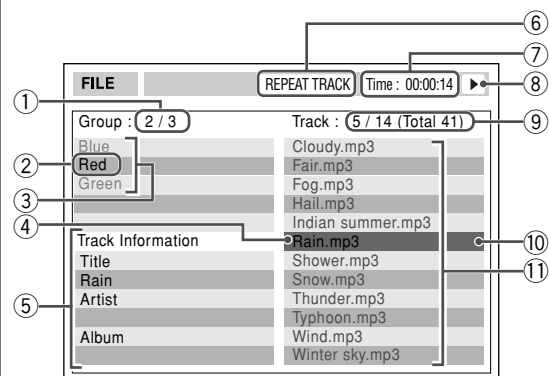 ⑥
⑦
FILE REPEAT TRACK Time : 00:00:14 ⑧
①
Group : 2 / 3 Track : 5 / 14 (Total 41) ⑨
Blue Cloudy.mp3
② Red Fair.mp3
Green Fog.mp3
③ Hail.mp3
④ Indian summer.mp3
Track Information Rain.mp3 ⑩
Title Shower.mp3 ⑪
Rain Snow.mp3
⑤ Artist Thunder.mp3
Typhoon.mp3
Album Wind.mp3
Winter sky.mp3